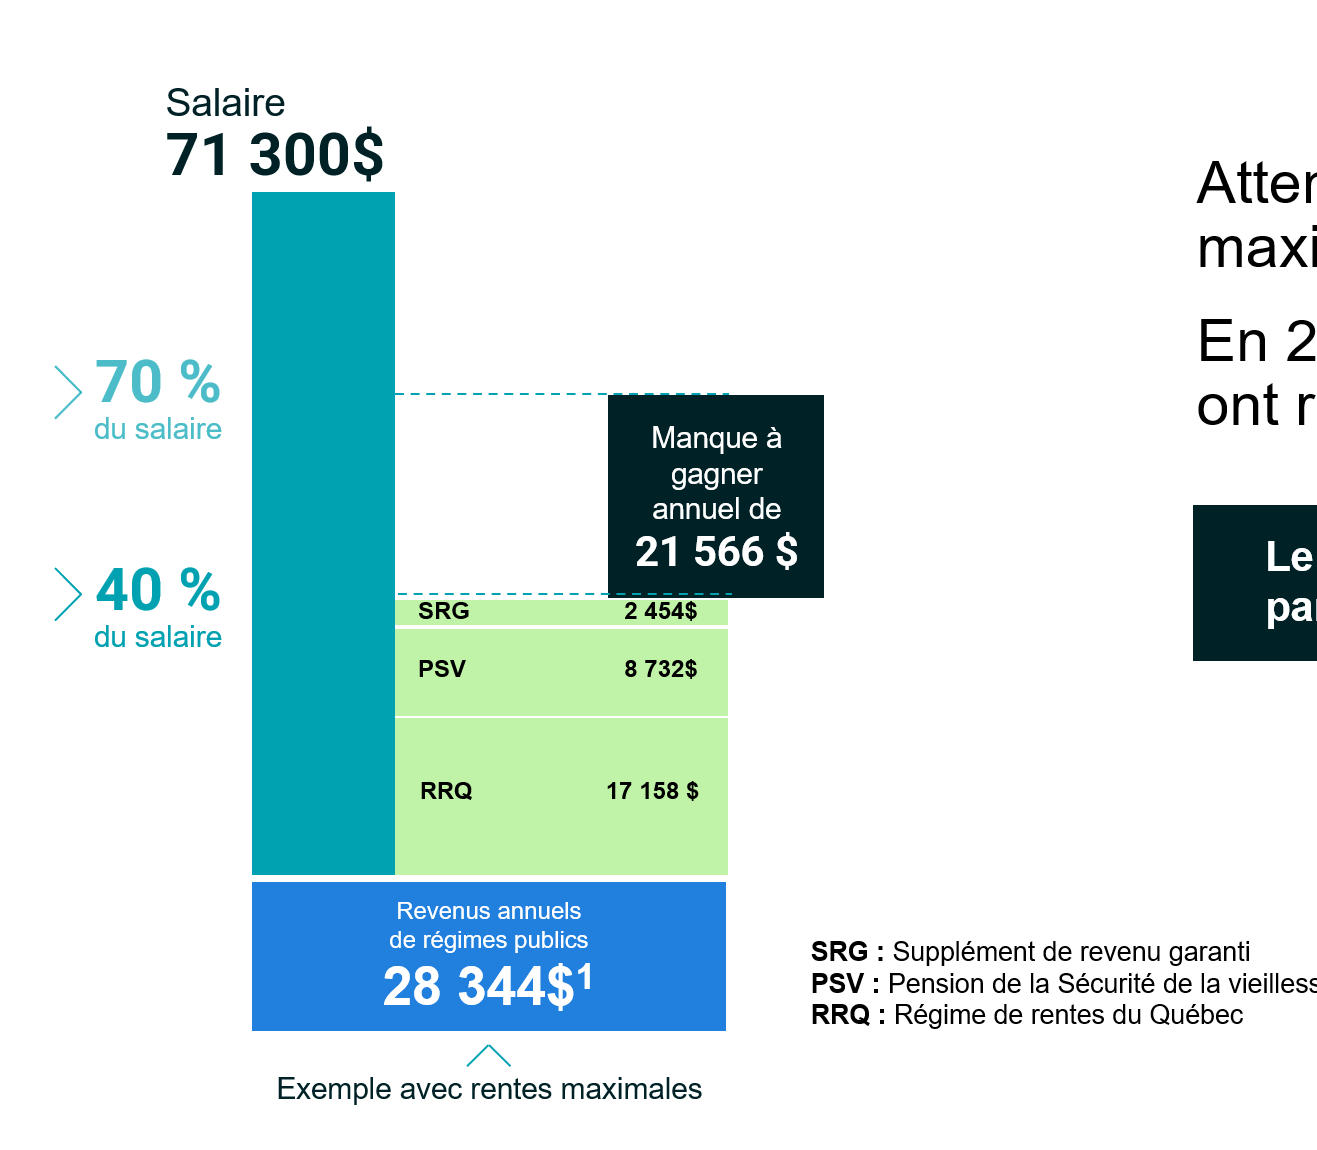 Salaire
71 300$
70 %
du salaire
40 %
du salaire
Manque à
gagner
annuel de
21 566 $
SRG 2 454$
PSV 8 732$
RRQ 17 158 $
Revenus annuels
de régimes publics
28 344$¹
Exemple avec rentes maximales
SRG : Supplément de revenu garanti
PSV : Pension de la Sécurité de la vieilless
RRQ : Régime de rentes du Québec
Atter
maxi
En 2
ont r
Le
par